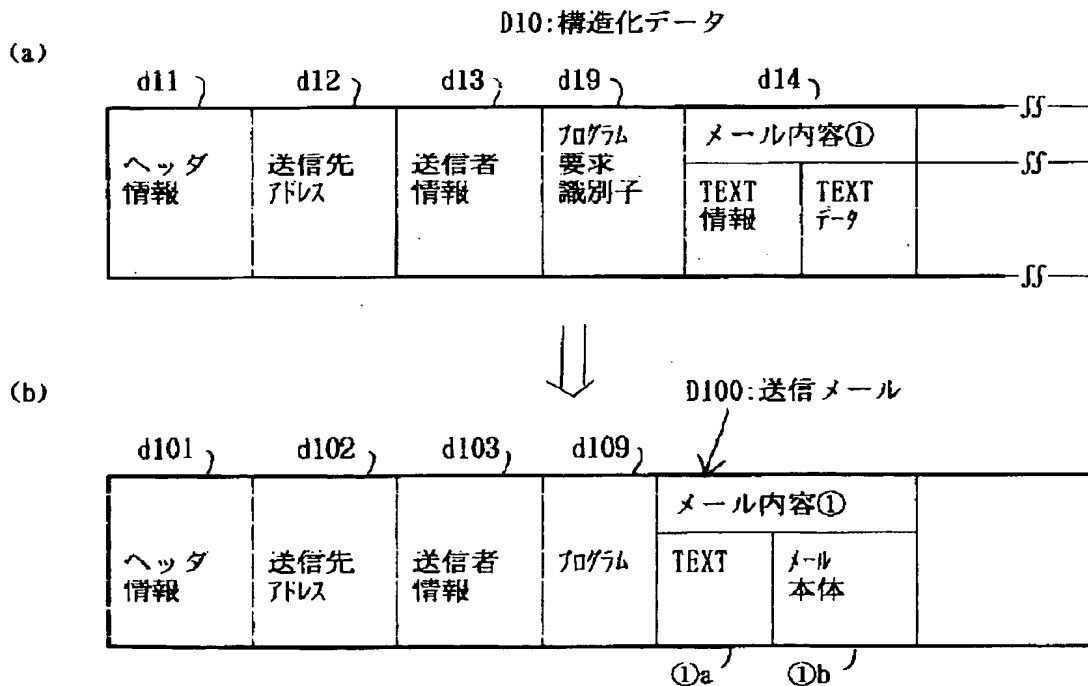 D10:構造化データ
(a)
d11 d12 d13 d19 d14
ヘッダ
情報
送信先
アドレス
送信者
情報
プログラム
要求
識別子
メール内容①
TEXT
情報
TEXT
データ
(b)
D100:送信メール
d101 d102 d103 d109
ヘッダ
情報
送信先
アドレス
送信者
情報
プログラム
メール内容①
TEXT
メール
本体
①a ①b